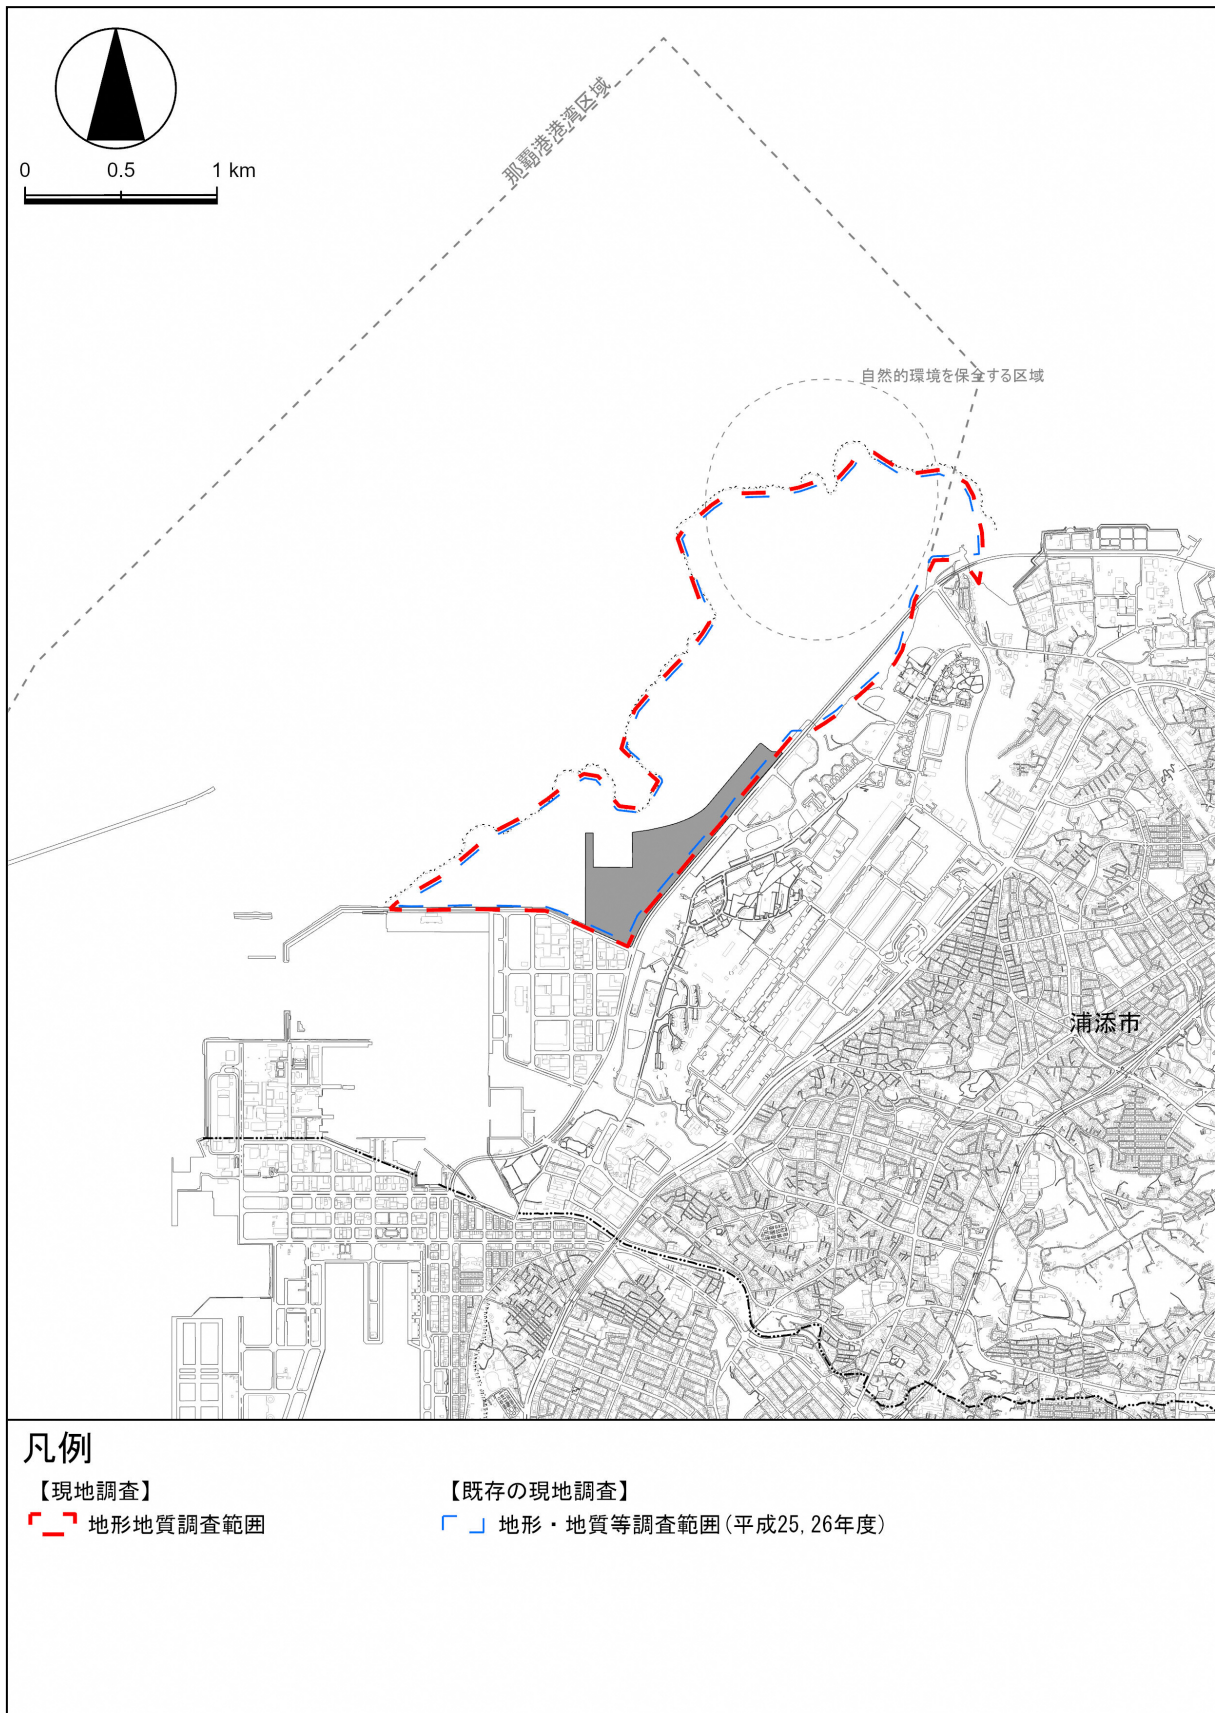 0 0.5 1 km
那覇港港湾区域
自然的環境を保全する区域
浦添市
凡例
【現地調査】
地形地質調査範囲
【既存の現地調査】
地形・地質等調査範囲(平成25,26年度)